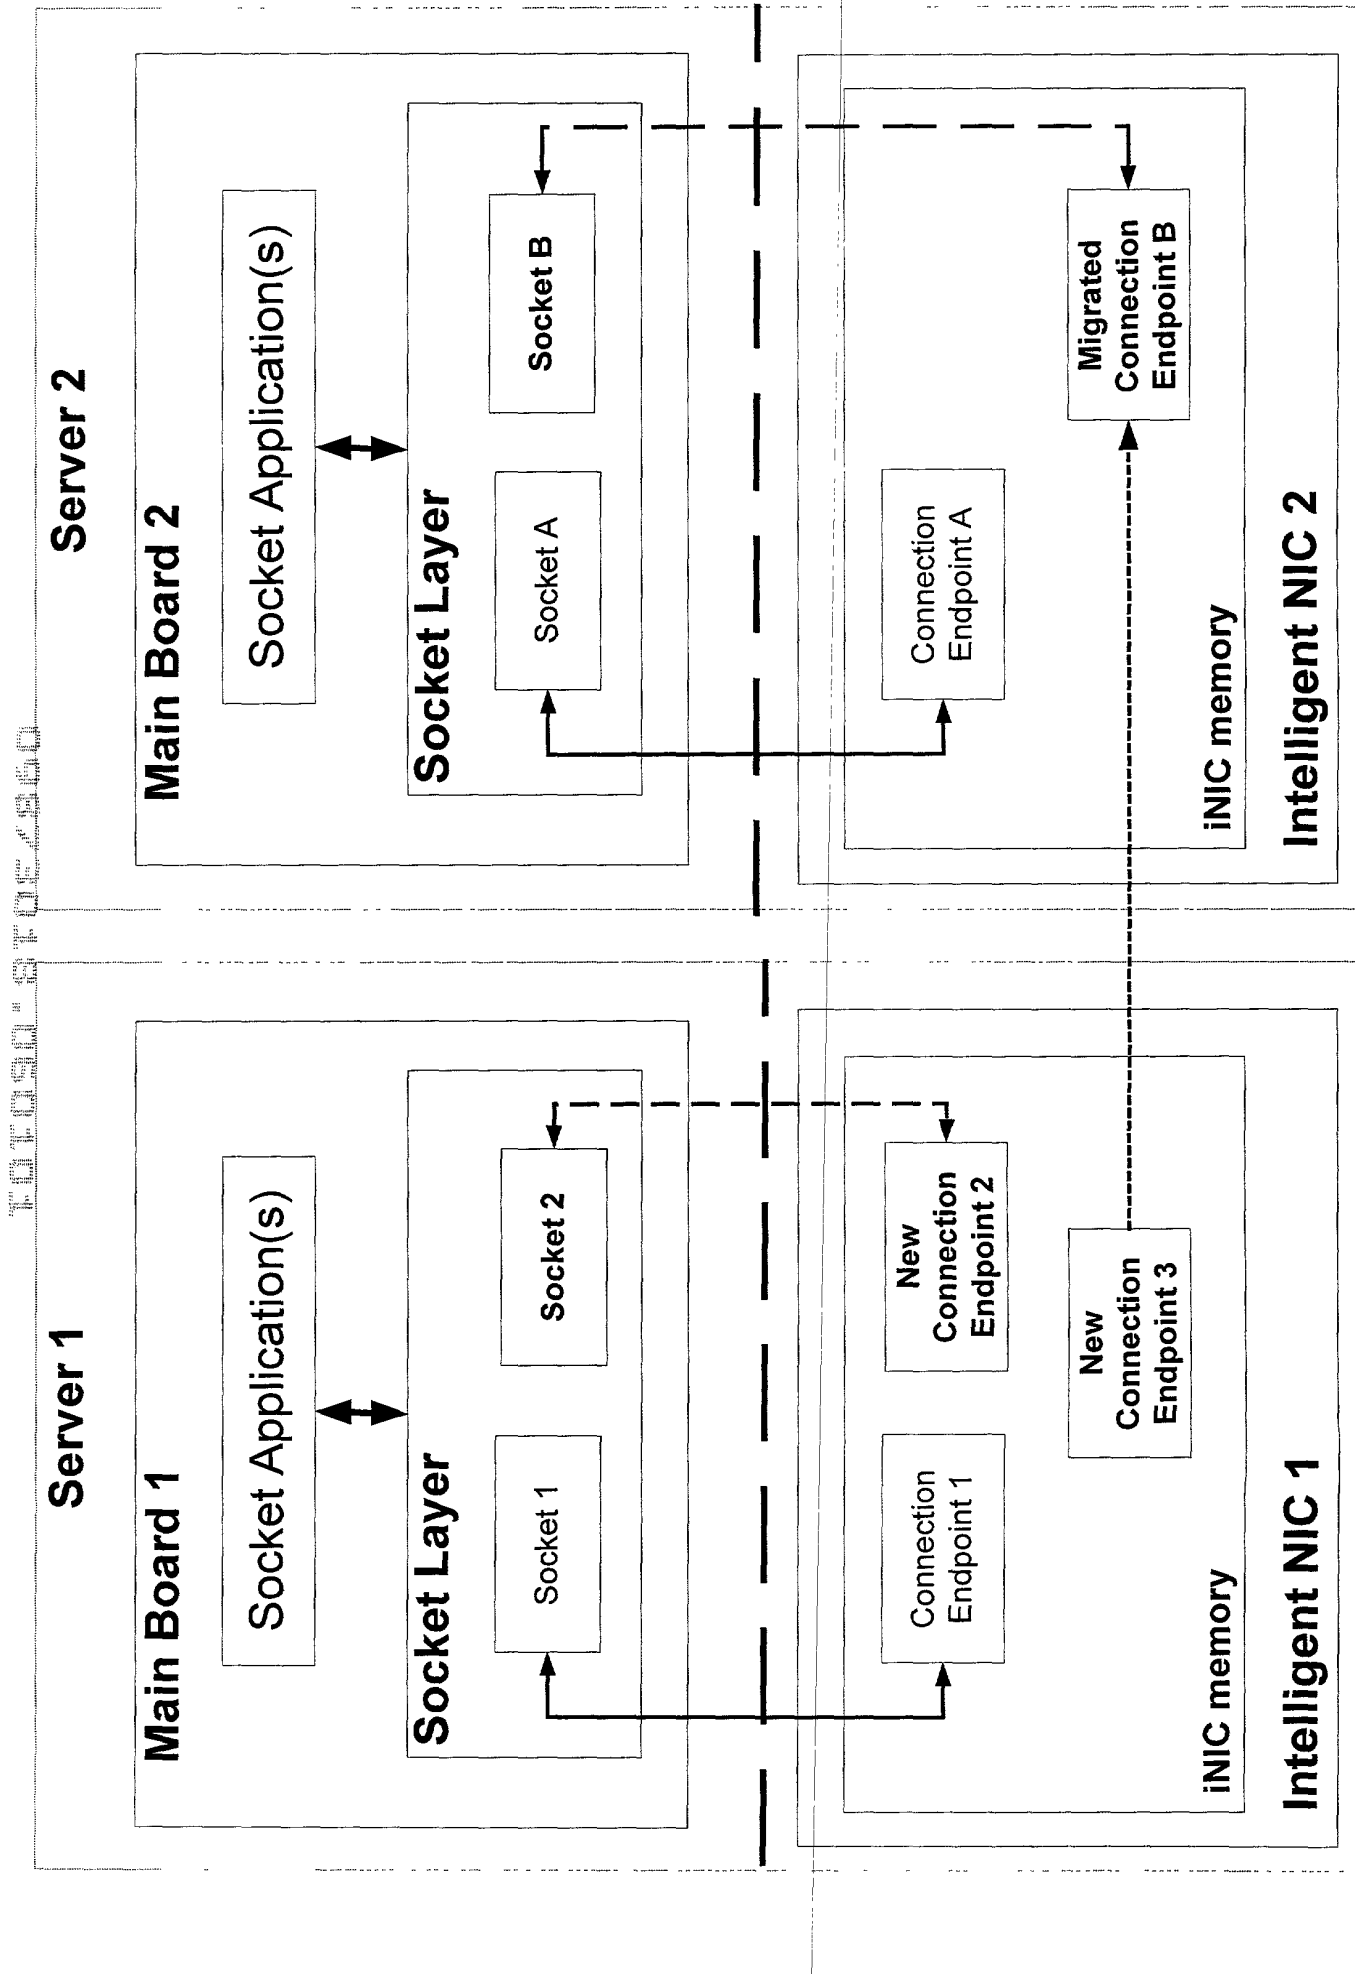 Server 1
Main Board 1
Socket Application(s)
Socket Layer
Socket 1
Socket 2
Connection
Endpoint 1
New
Connection
Endpoint 2
New
Connection
Endpoint 3
iNIC memory
Intelligent NIC 1
Server 2
Main Board 2
Socket Application(s)
Socket Layer
Socket A
Socket B
Connection
Endpoint A
Migrated
Connection
Endpoint B
iNIC memory
Intelligent NIC 2